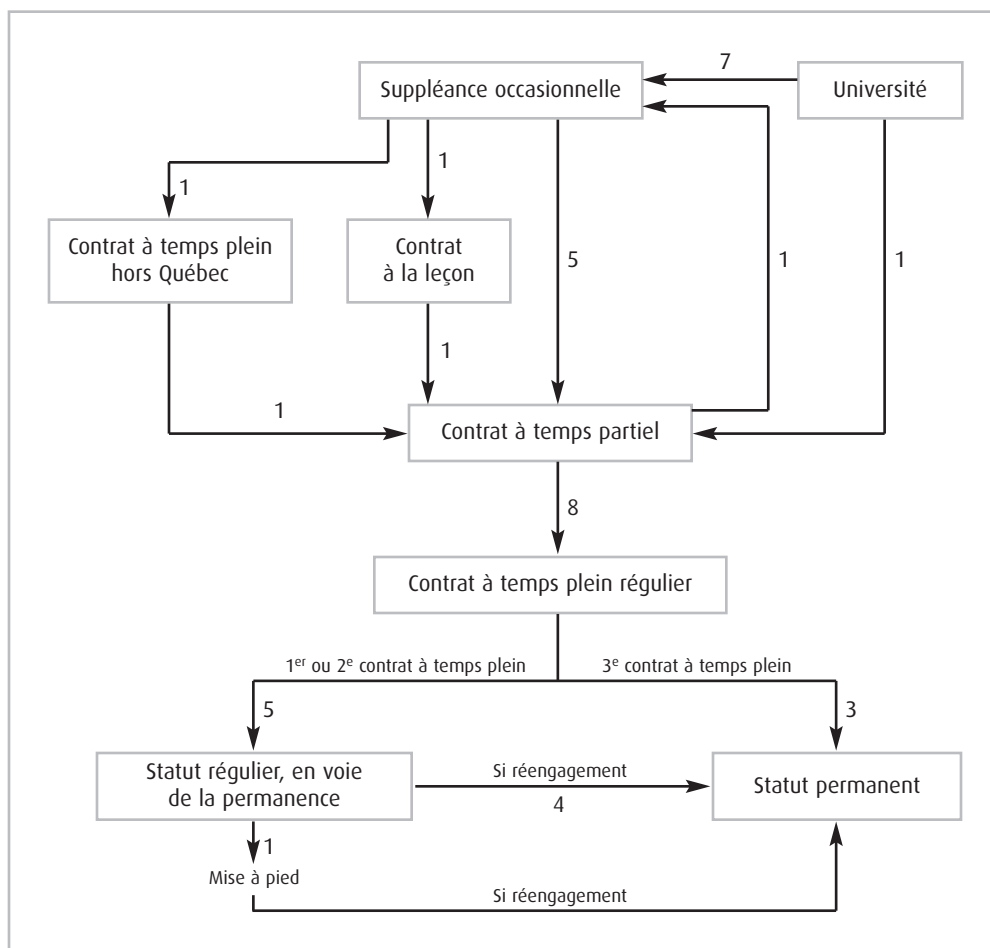 7
Suppléance occasionnelle
Université
1
1
5
1
1
Contrat à temps plein
hors Québec
Contrat
à la leçon
1
1
Contrat à temps partiel
8
Contrat à temps plein régulier
1er ou 2e contrat à temps plein
3e contrat à temps plein
5
3
Statut régulier, en voie
de la permanence
Si réengagement
4
Statut permanent
1
Mise à pied
Si réengagement